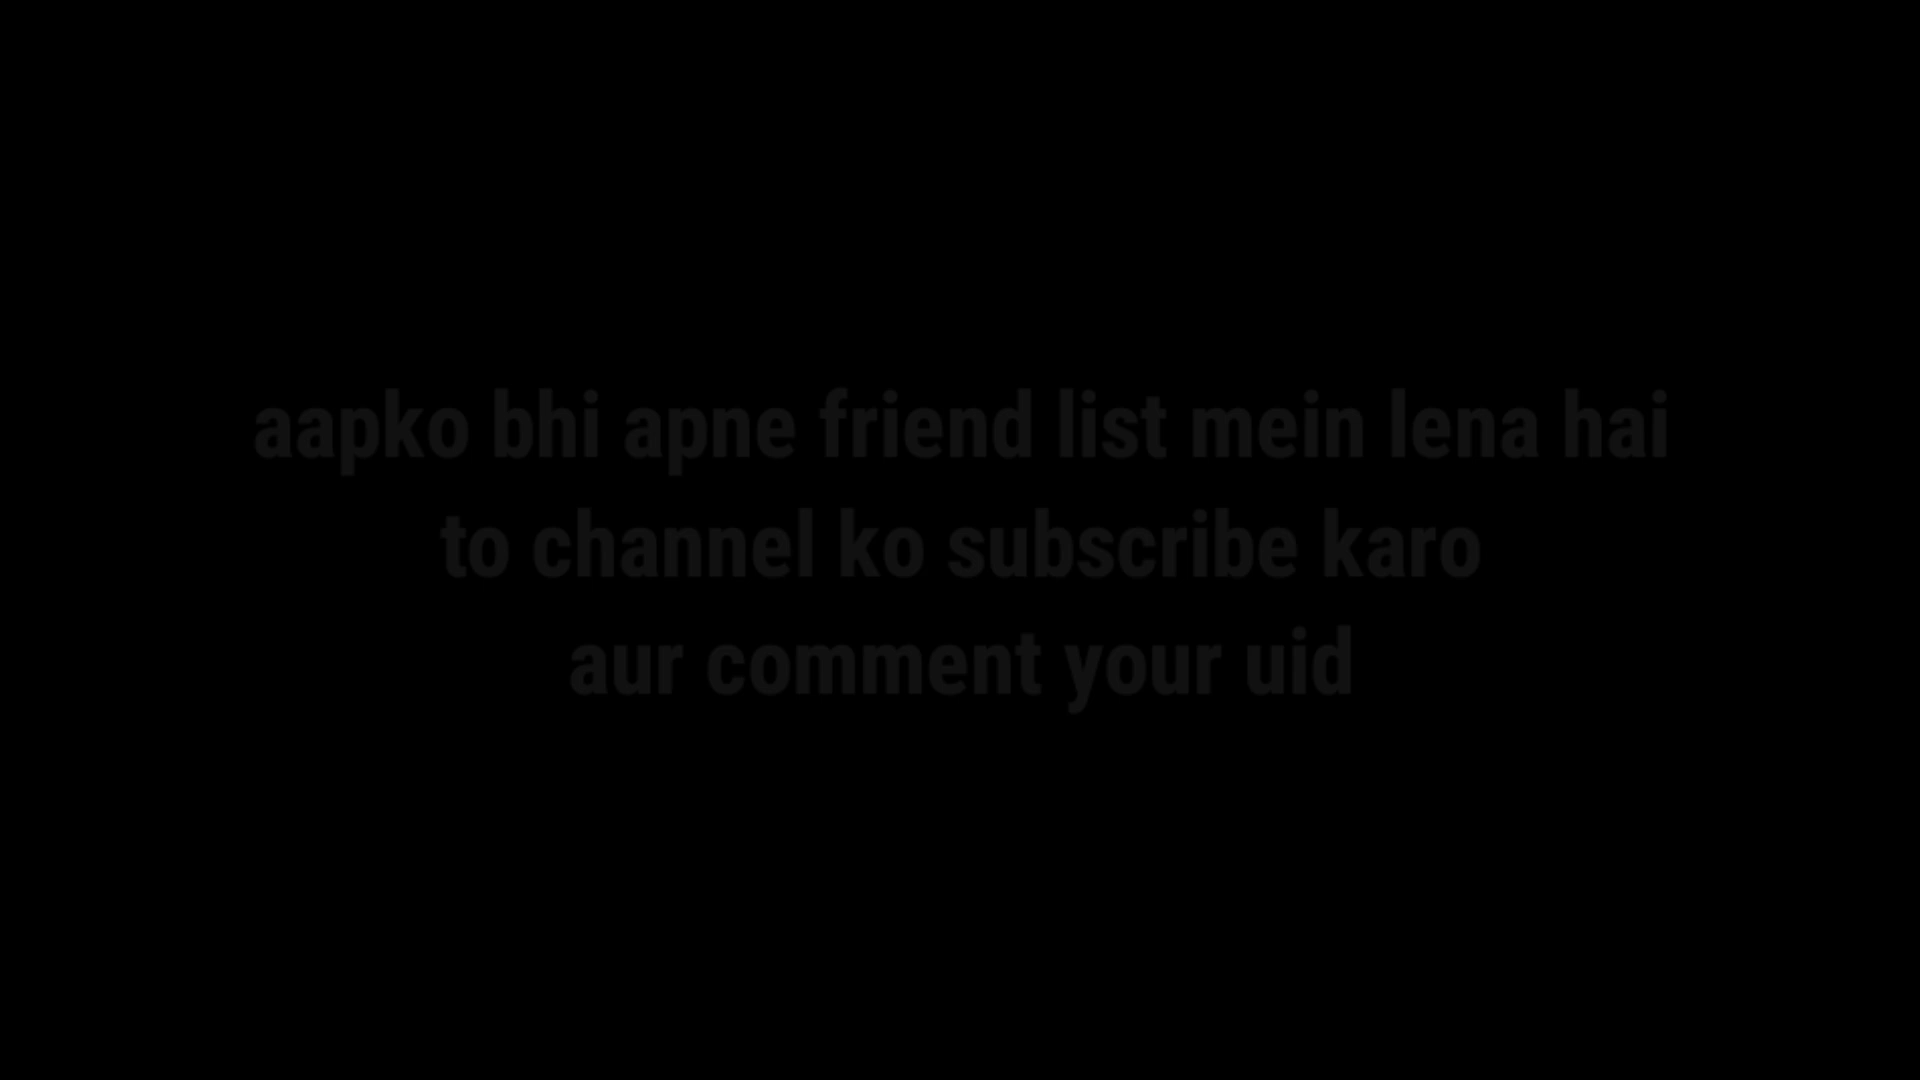 aapko bhi apne friend list mein lena hai
to channel ko subscribe karo
aur comment your uid